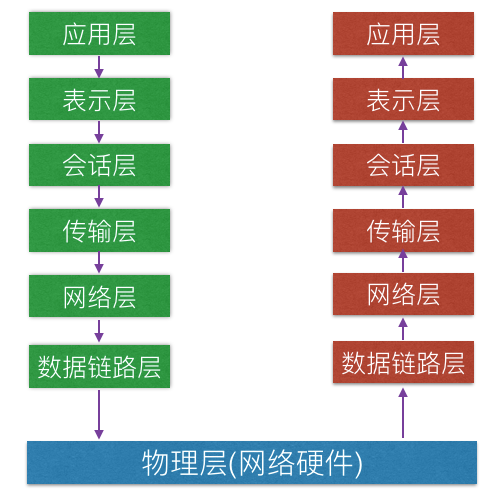 应用层
表示层
会话层
传输层
网络层
数据链路层
应用层
表示层
会话层
传输层
网络层
数据链路层
物理层(网络硬件)